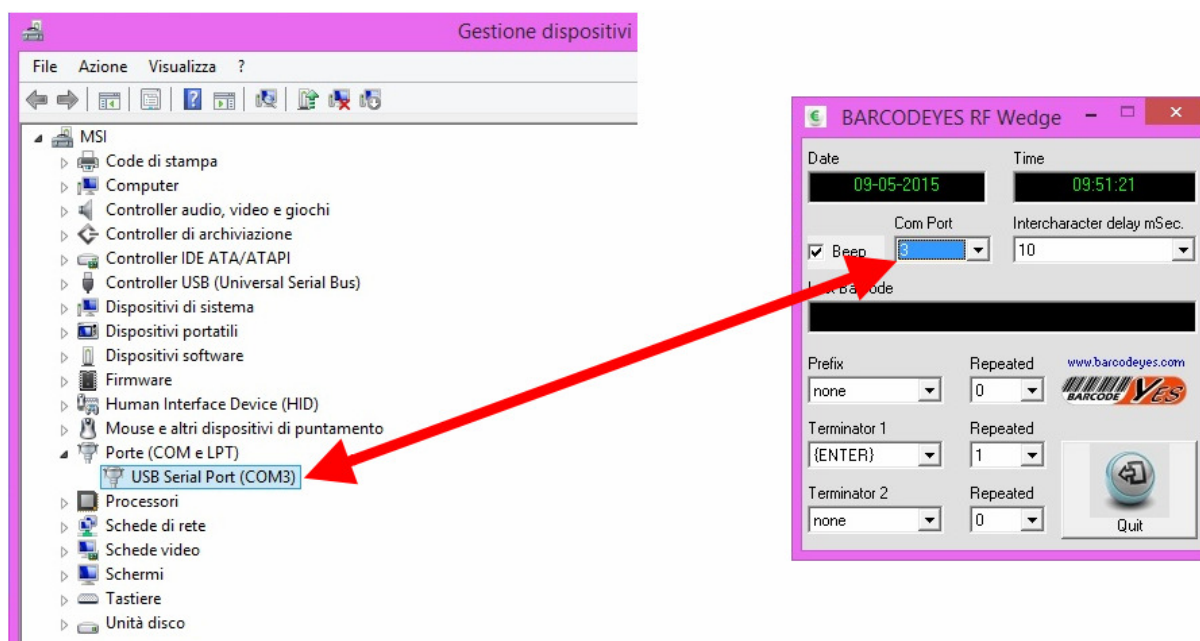 Gestione dispositivi
File Azione Visualizza ?
MSI
Code di stampa
Computer
Controller audio, video e giochi
Controller di archiviazione
Controller IDE ATA/ATAPI
Controller USB (Universal Serial Bus)
Dispositivi di sistema
Dispositivi portatili
Dispositivi software
Firmware
Human Interface Device (HID)
Mouse e altri dispositivi di puntamento
Porte (COM e LPT)
USB Serial Port (COM3)
Processori
Schede di rete
Schede video
Schermi
Tastiere
Unità disco
BARCODEYES RF Wedge
Date Time
09-05-2015 09:51:21
Com Port Intercharacter delay mSec.
Beep 3 10
Barcode
Prefix Repeated www.barcodeyes.com
none 0 BARCODE YES
Terminator 1 Repeated
{ENTER} 1
Terminator 2 Repeated
none 0
Quit